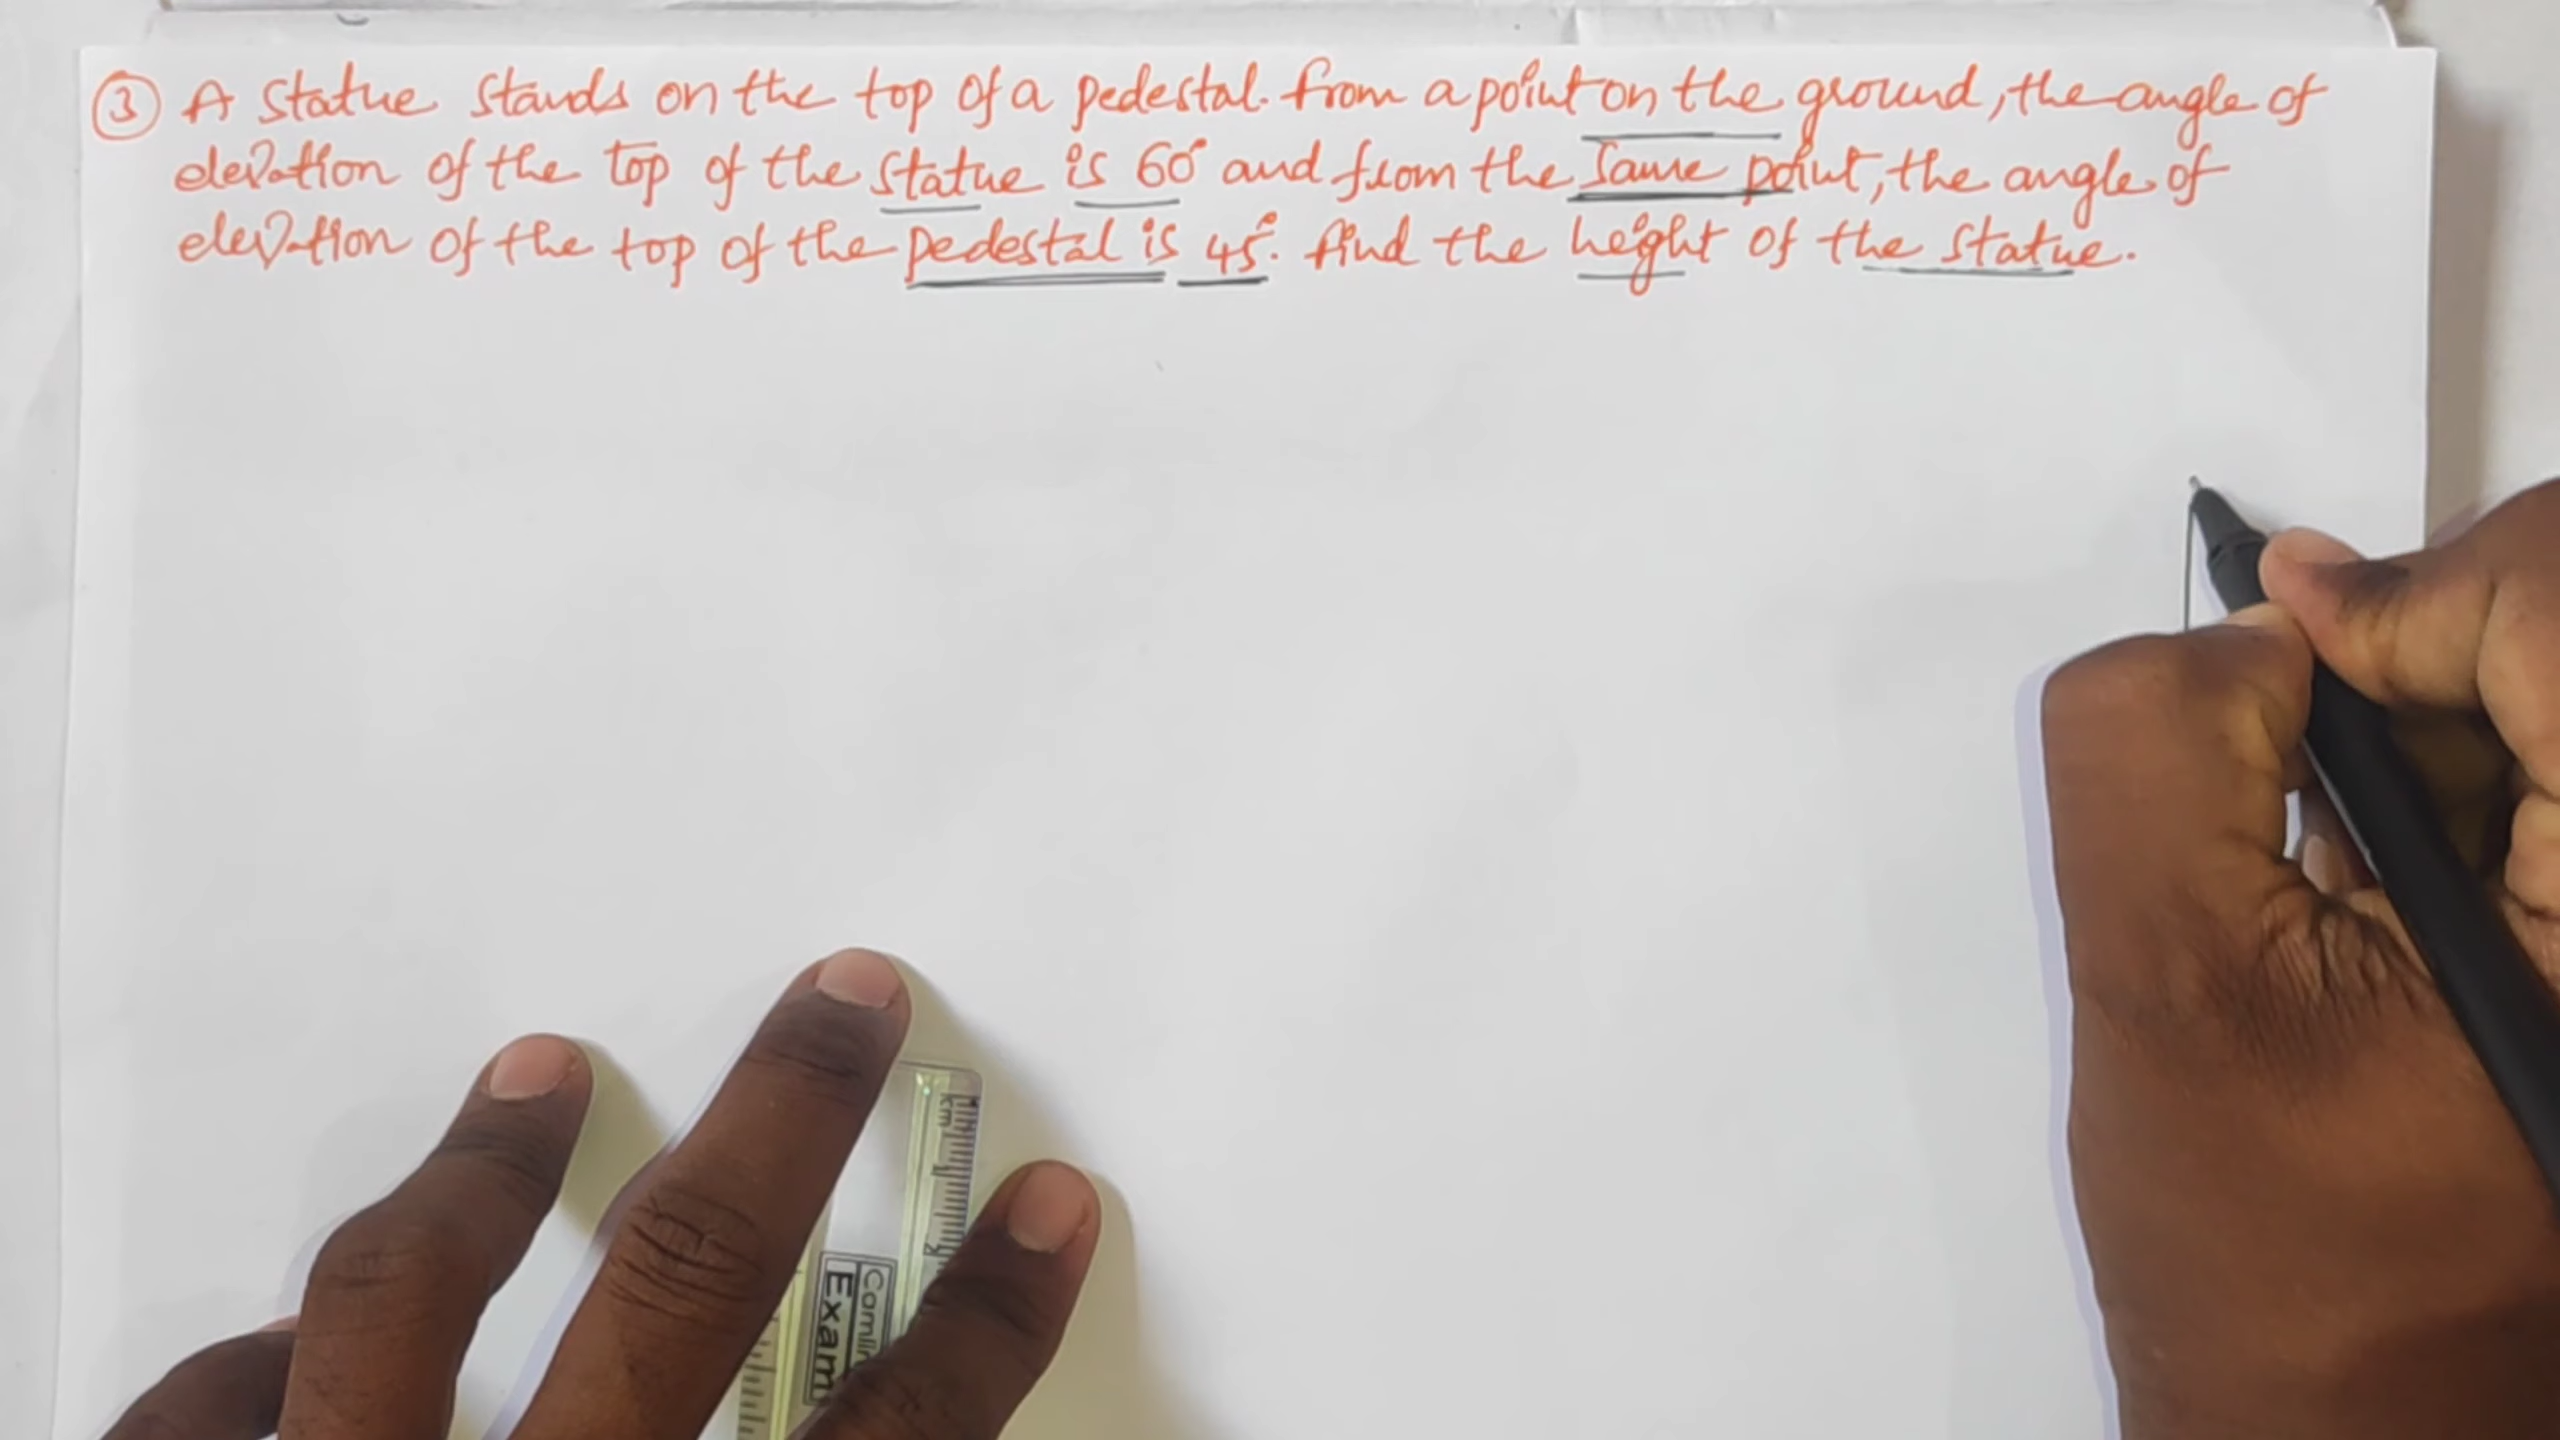 ③ A statue stands on the top of a pedestal. from a point on the ground, the angle of
elevation of the top of the statue is 60° and from the same point, the angle of
elevation of the top of the pedestal is 45°. find the height of the statue.
Camlin
Exam